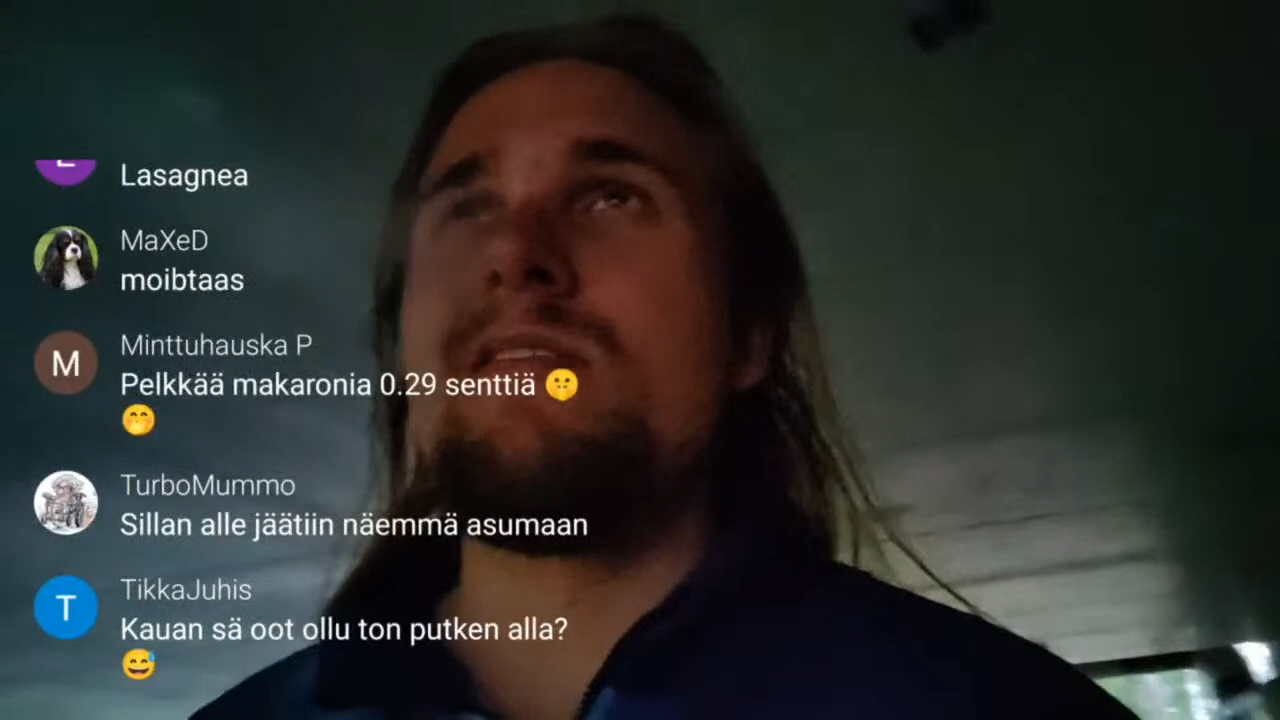 Lasagnea
MaXeD
moibtaas
M
Minttuhauska P
Pelkkää makaronia 0.29 senttiä 🤫
🤭
TurboMummo
Sillan alle jäätiin näemmä asumaan
T
TikkaJuhis
Kauan sä oot ollu ton putken alla?
😅